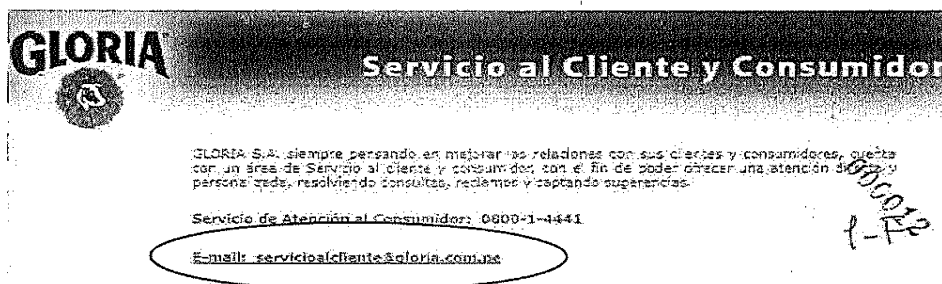 GLORIA
Servicio al Cliente y Consumidor
GLORIA S.A. siempre pensando en mejorar las relaciones con sus clientes y consumidores, cuenta
con un área de Servicio al cliente y consumidor, con el fin de poder ofrecer una atención directa y
personalizada, resolviendo consultas, reclamos y captando sugerencias.
000012
Servicio de Atención al Consumidor: 0800-1-4441
E-mail: servicioalcliente@gloria.com.pe